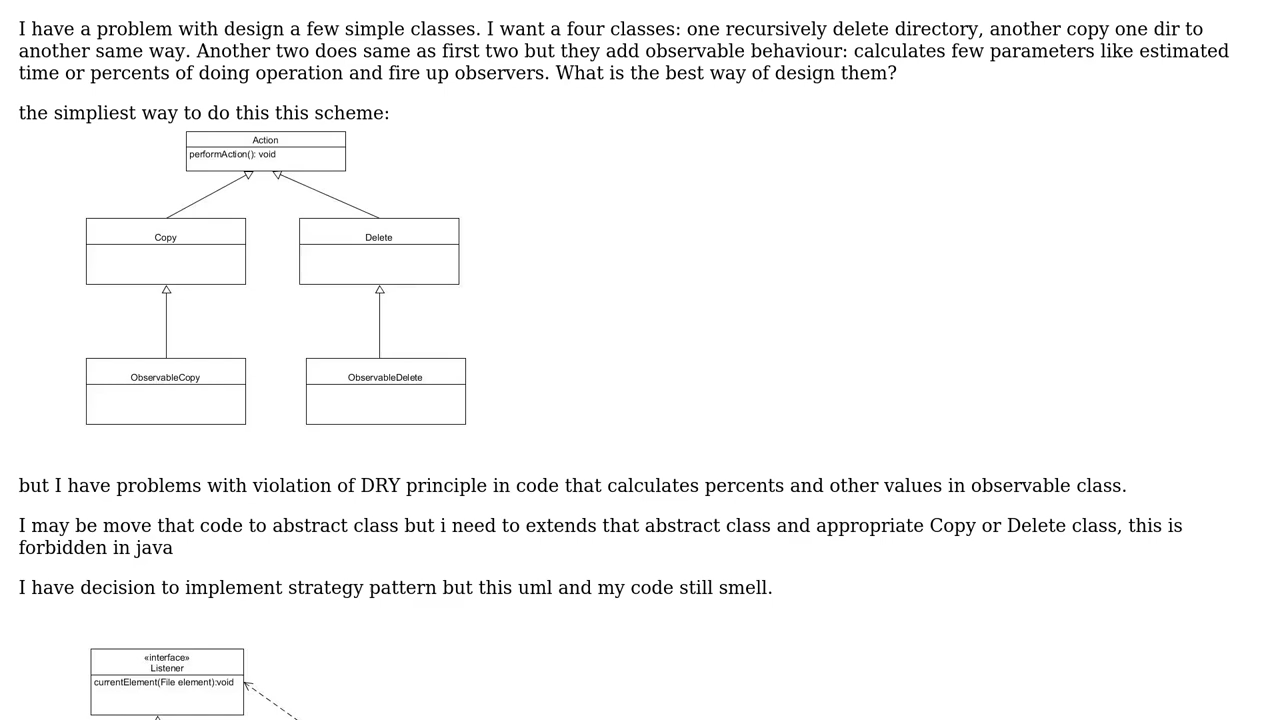 I have a problem with design a few simple classes. I want a four classes: one recursively delete directory, another copy one dir to
another same way. Another two does same as first two but they add observable behaviour: calculates few parameters like estimated
time or percents of doing operation and fire up observers. What is the best way of design them?
the simpliest way to do this this scheme:
Action
performAction(): void
Copy
Delete
ObservableCopy
ObservableDelete
but I have problems with violation of DRY principle in code that calculates percents and other values in observable class.
I may be move that code to abstract class but i need to extends that abstract class and appropriate Copy or Delete class, this is
forbidden in java
I have decision to implement strategy pattern but this uml and my code still smell.
«interface»
Listener
currentElement(File element):void